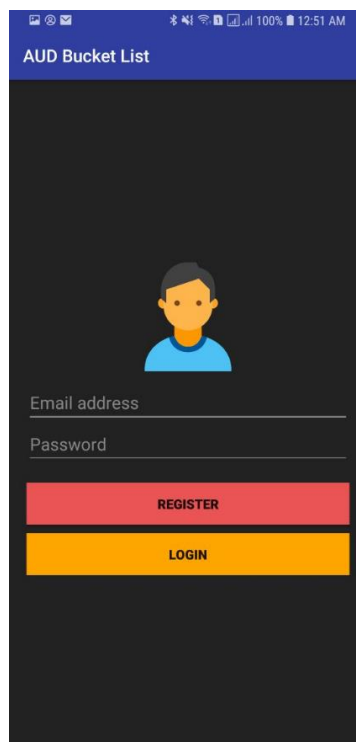 100% 12:51 AM
AUD Bucket List
Email address
Password
REGISTER
LOGIN